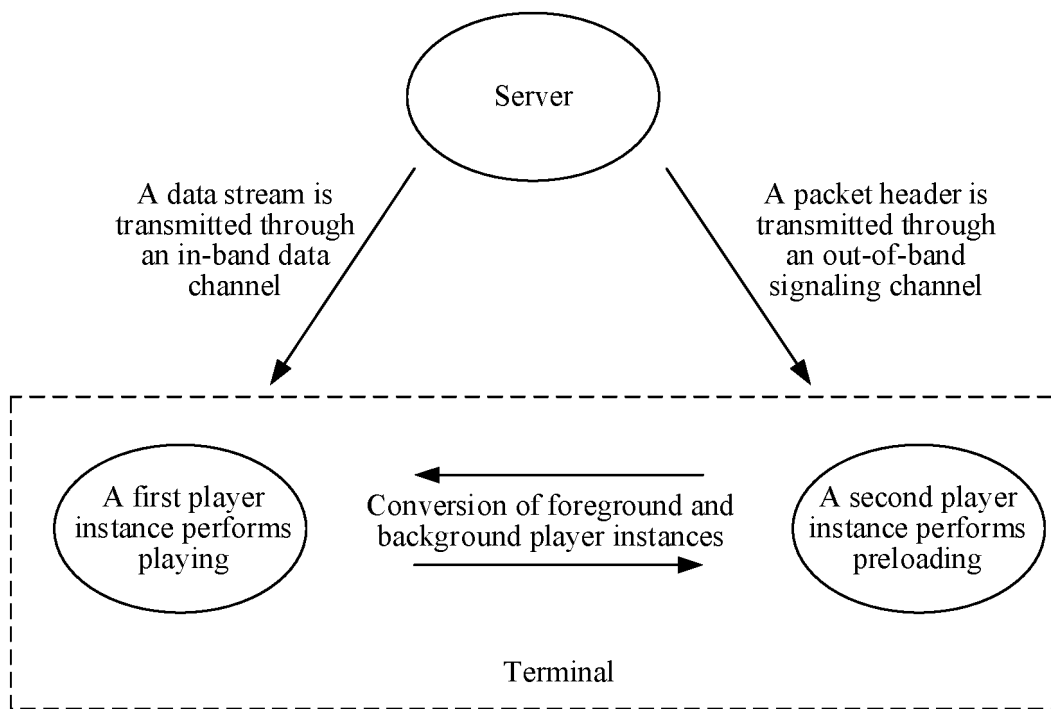 Server
A data stream is
transmitted through
an in-band data
channel
A packet header is
transmitted through
an out-of-band
signaling channel
A first player
instance performs
playing
Conversion of foreground and
background player instances
A second player
instance performs
preloading
Terminal